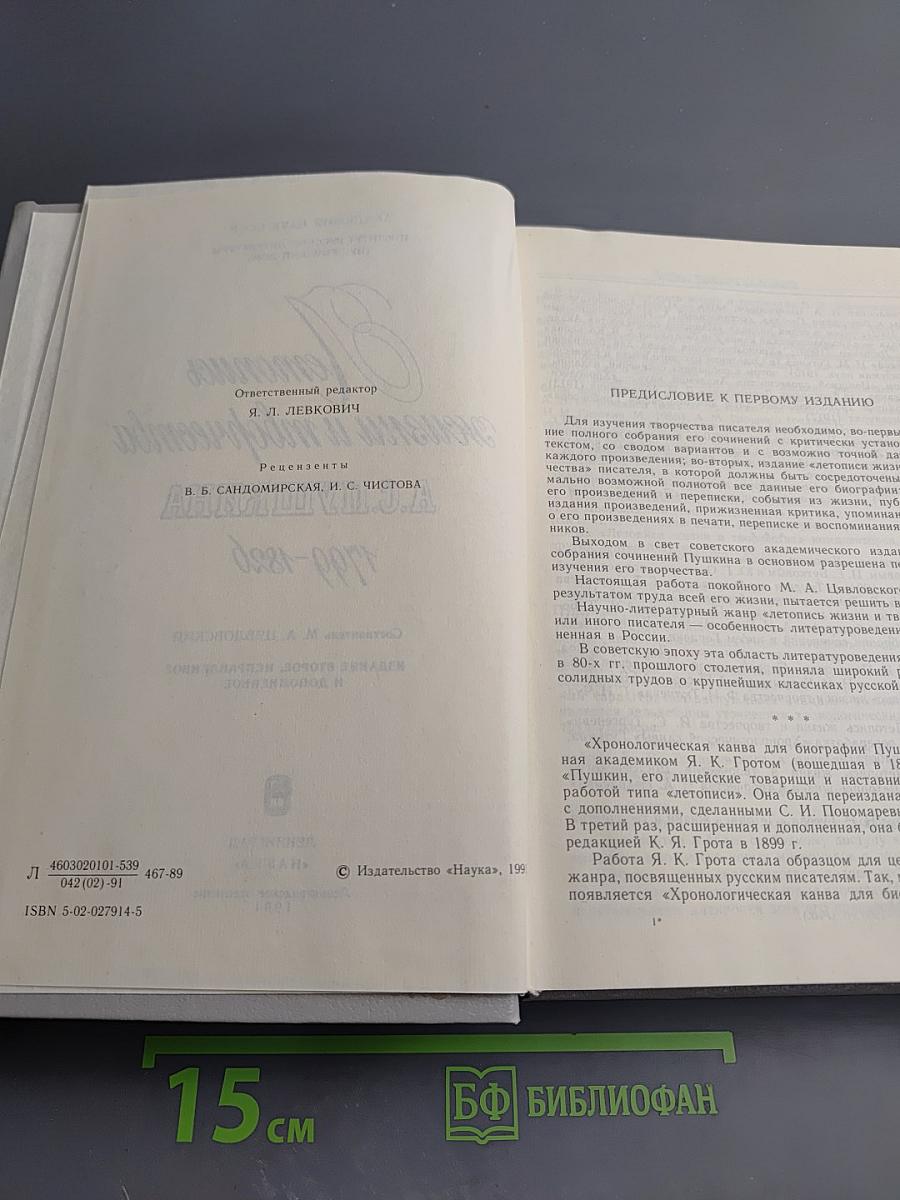 Ответственный редактор
Я. Л. ЛЕВКОВИЧ
Рецензенты
В. Б. САНДОМИРСКАЯ, И. С. ЧИСТОВА
Л 4603020101-539 467-89
042 (02) -91
© Издательство «Наука», 199
ISBN 5-02-027914-5
ПРЕДИСЛОВИЕ К ПЕРВОМУ ИЗДАНИЮ
Для изучения творчества писателя необходимо, во-первы
ние полного собрания его сочинений с критически устано
текстом, со сводом вариантов и с возможно точной да
каждого произведения; во-вторых, издание «летописи жиз
чества» писателя, в которой должны быть сосредоточены
мально возможной полнотой все данные его биографии
его произведений и переписки, события из жизни, пуб
издания произведений, прижизненная критика, упоминан
о его произведениях в печати, переписке и воспоминания
ников.
Выходом в свет советского академического издан
собрания сочинений Пушкина в основном разрешена пе
изучения его творчества.
Настоящая работа покойного М. А. Цявловского
результатом труда всей его жизни, пытается решить в
Научно-литературный жанр «летопись жизни и тв
или иного писателя — особенность литературоведени
ненная в России.
В советскую эпоху эта область литературоведения
в 80-х гг. прошлого столетия, приняла широкий р
солидных трудов о крупнейших классиках русской
* * *
«Хронологическая канва для биографии Пуш
ная академиком Я. К. Гротом (вошедшая в 18
«Пушкин, его лицейские товарищи и наставни
работой типа «летописи». Она была переиздана
с дополнениями, сделанными С. И. Пономарев
В третий раз, расширенная и дополненная, она б
редакцией К. Я. Грота в 1899 г.
Работа Я. К. Грота стала образцом для це
жанра, посвященных русским писателям. Так,
появляется «Хронологическая канва для био
1*
15 см
БФ БИБЛИОФАН